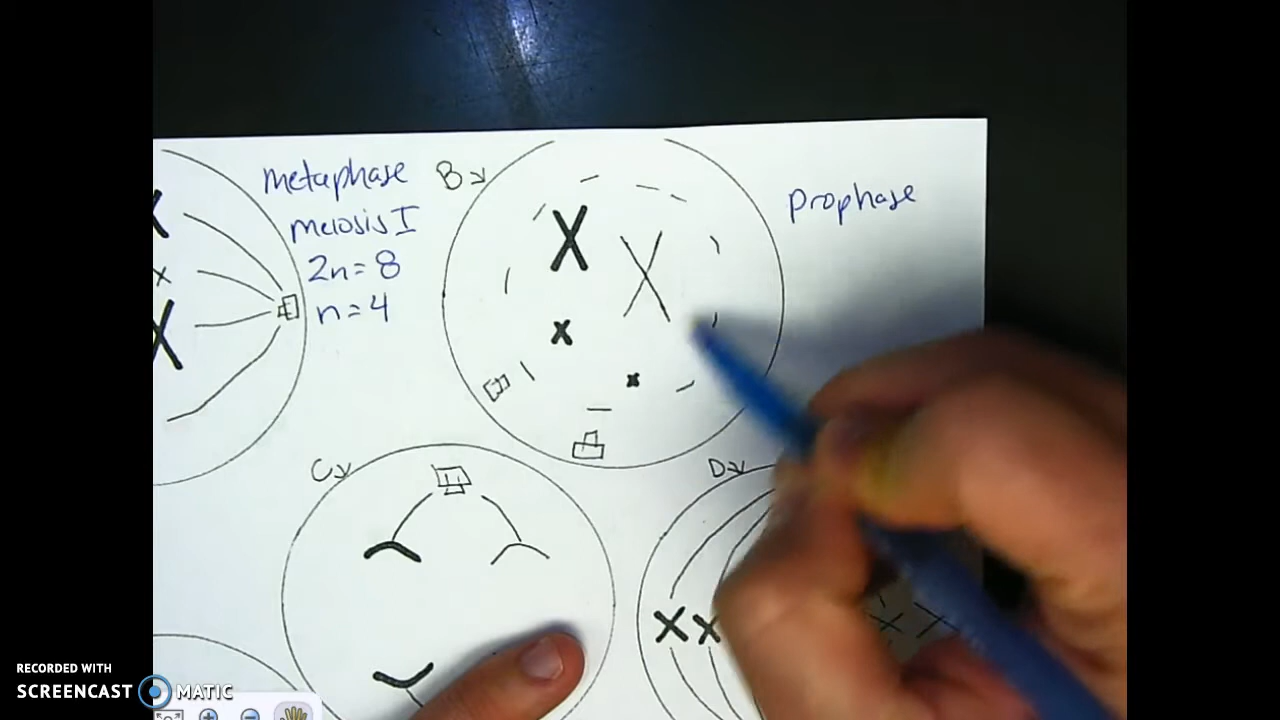 metaphase
meiosis I
2n = 8
n = 4
B
prophase
C
D
RECORDED WITH
SCREENCAST MATIC